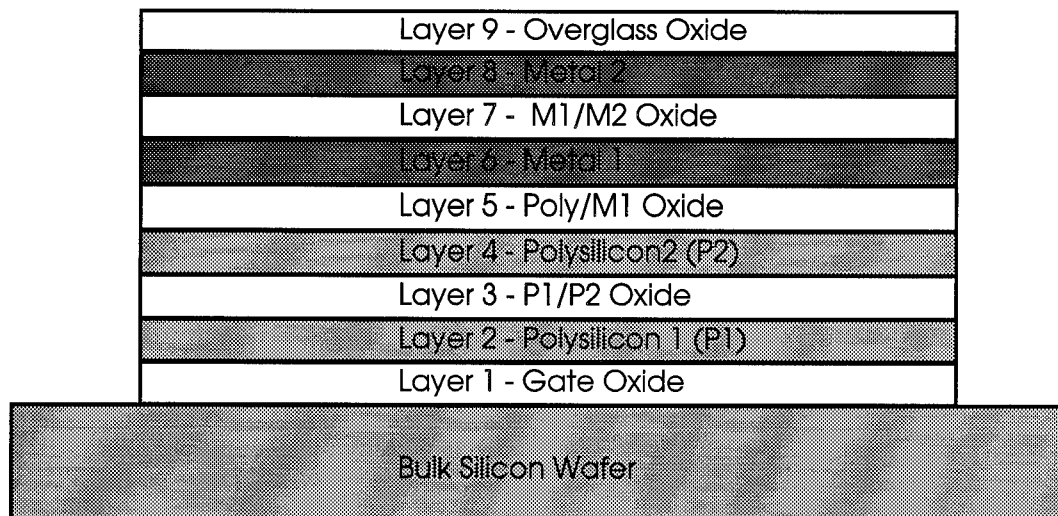 Layer 9 - Overglass Oxide
Layer 8 - Metal 2
Layer 7 - M1/M2 Oxide
Layer 6 - Metal 1
Layer 5 - Poly/M1 Oxide
Layer 4 - Polysilicon2 (P2)
Layer 3 - P1/P2 Oxide
Layer 2 - Polysilicon 1 (P1)
Layer 1 - Gate Oxide
Bulk Silicon Wafer